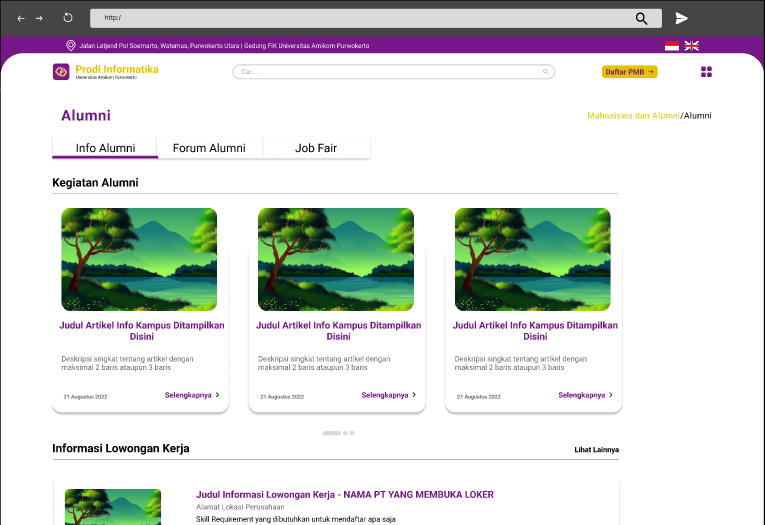 http:/
Jalan Letjend Pol Soemarto, Watumas, Purwokerto Utara | Gedung FIK Universitas Amikom Purwokerto
Prodi Informatika
Universitas Amikom Purwokerto
Cari...
Daftar PMB →
Alumni
Mahasiswa dan Alumni/Alumni
Info Alumni
Forum Alumni
Job Fair
Kegiatan Alumni
Judul Artikel Info Kampus Ditampilkan
Disini
Deskripsi singkat tentang artikel dengan
maksimal 2 baris ataupun 3 baris
21 Augustus 2022
Selengkapnya >
Judul Artikel Info Kampus Ditampilkan
Disini
Deskripsi singkat tentang artikel dengan
maksimal 2 baris ataupun 3 baris
21 Augustus 2022
Selengkapnya >
Judul Artikel Info Kampus Ditampilkan
Disini
Deskripsi singkat tentang artikel dengan
maksimal 2 baris ataupun 3 baris
21 Augustus 2022
Selengkapnya >
Informasi Lowongan Kerja
Lihat Lainnya
Judul Informasi Lowongan Kerja - NAMA PT YANG MEMBUKA LOKER
Alamat Lokasi Perusahaan
Skill Requirement yang dibutuhkan untuk mendaftar apa saja